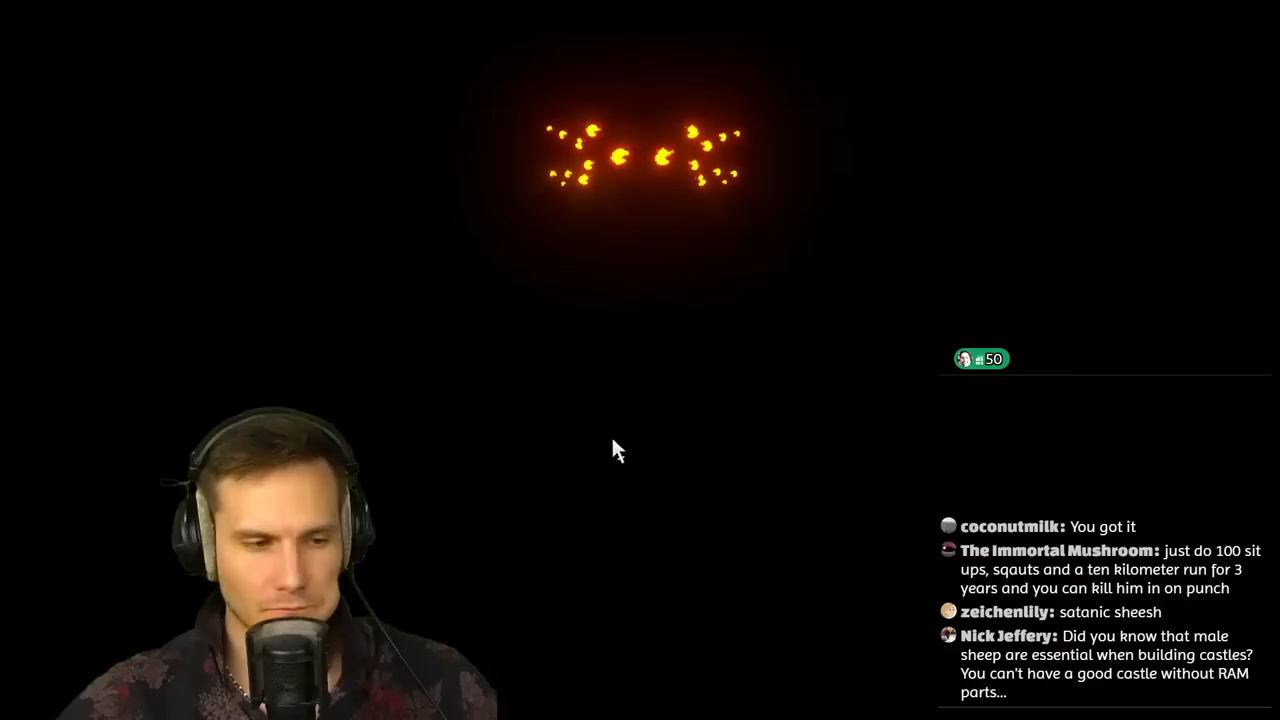 50
coconutmilk: You got it
The Immortal Mushroom: just do 100 sit
ups, sqauts and a ten kilometer run for 3
years and you can kill him in on punch
zeichenlily: satanic sheesh
Nick Jeffery: Did you know that male
sheep are essential when building castles?
You can't have a good castle without RAM
parts...